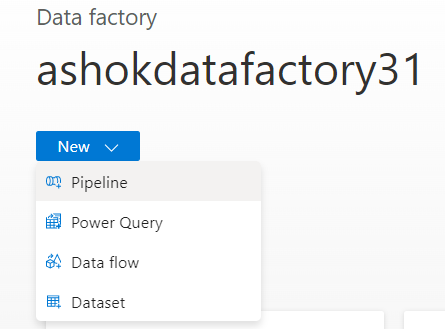 Data factory
ashokdatafactory31
New
Pipeline
Power Query
Data flow
Dataset